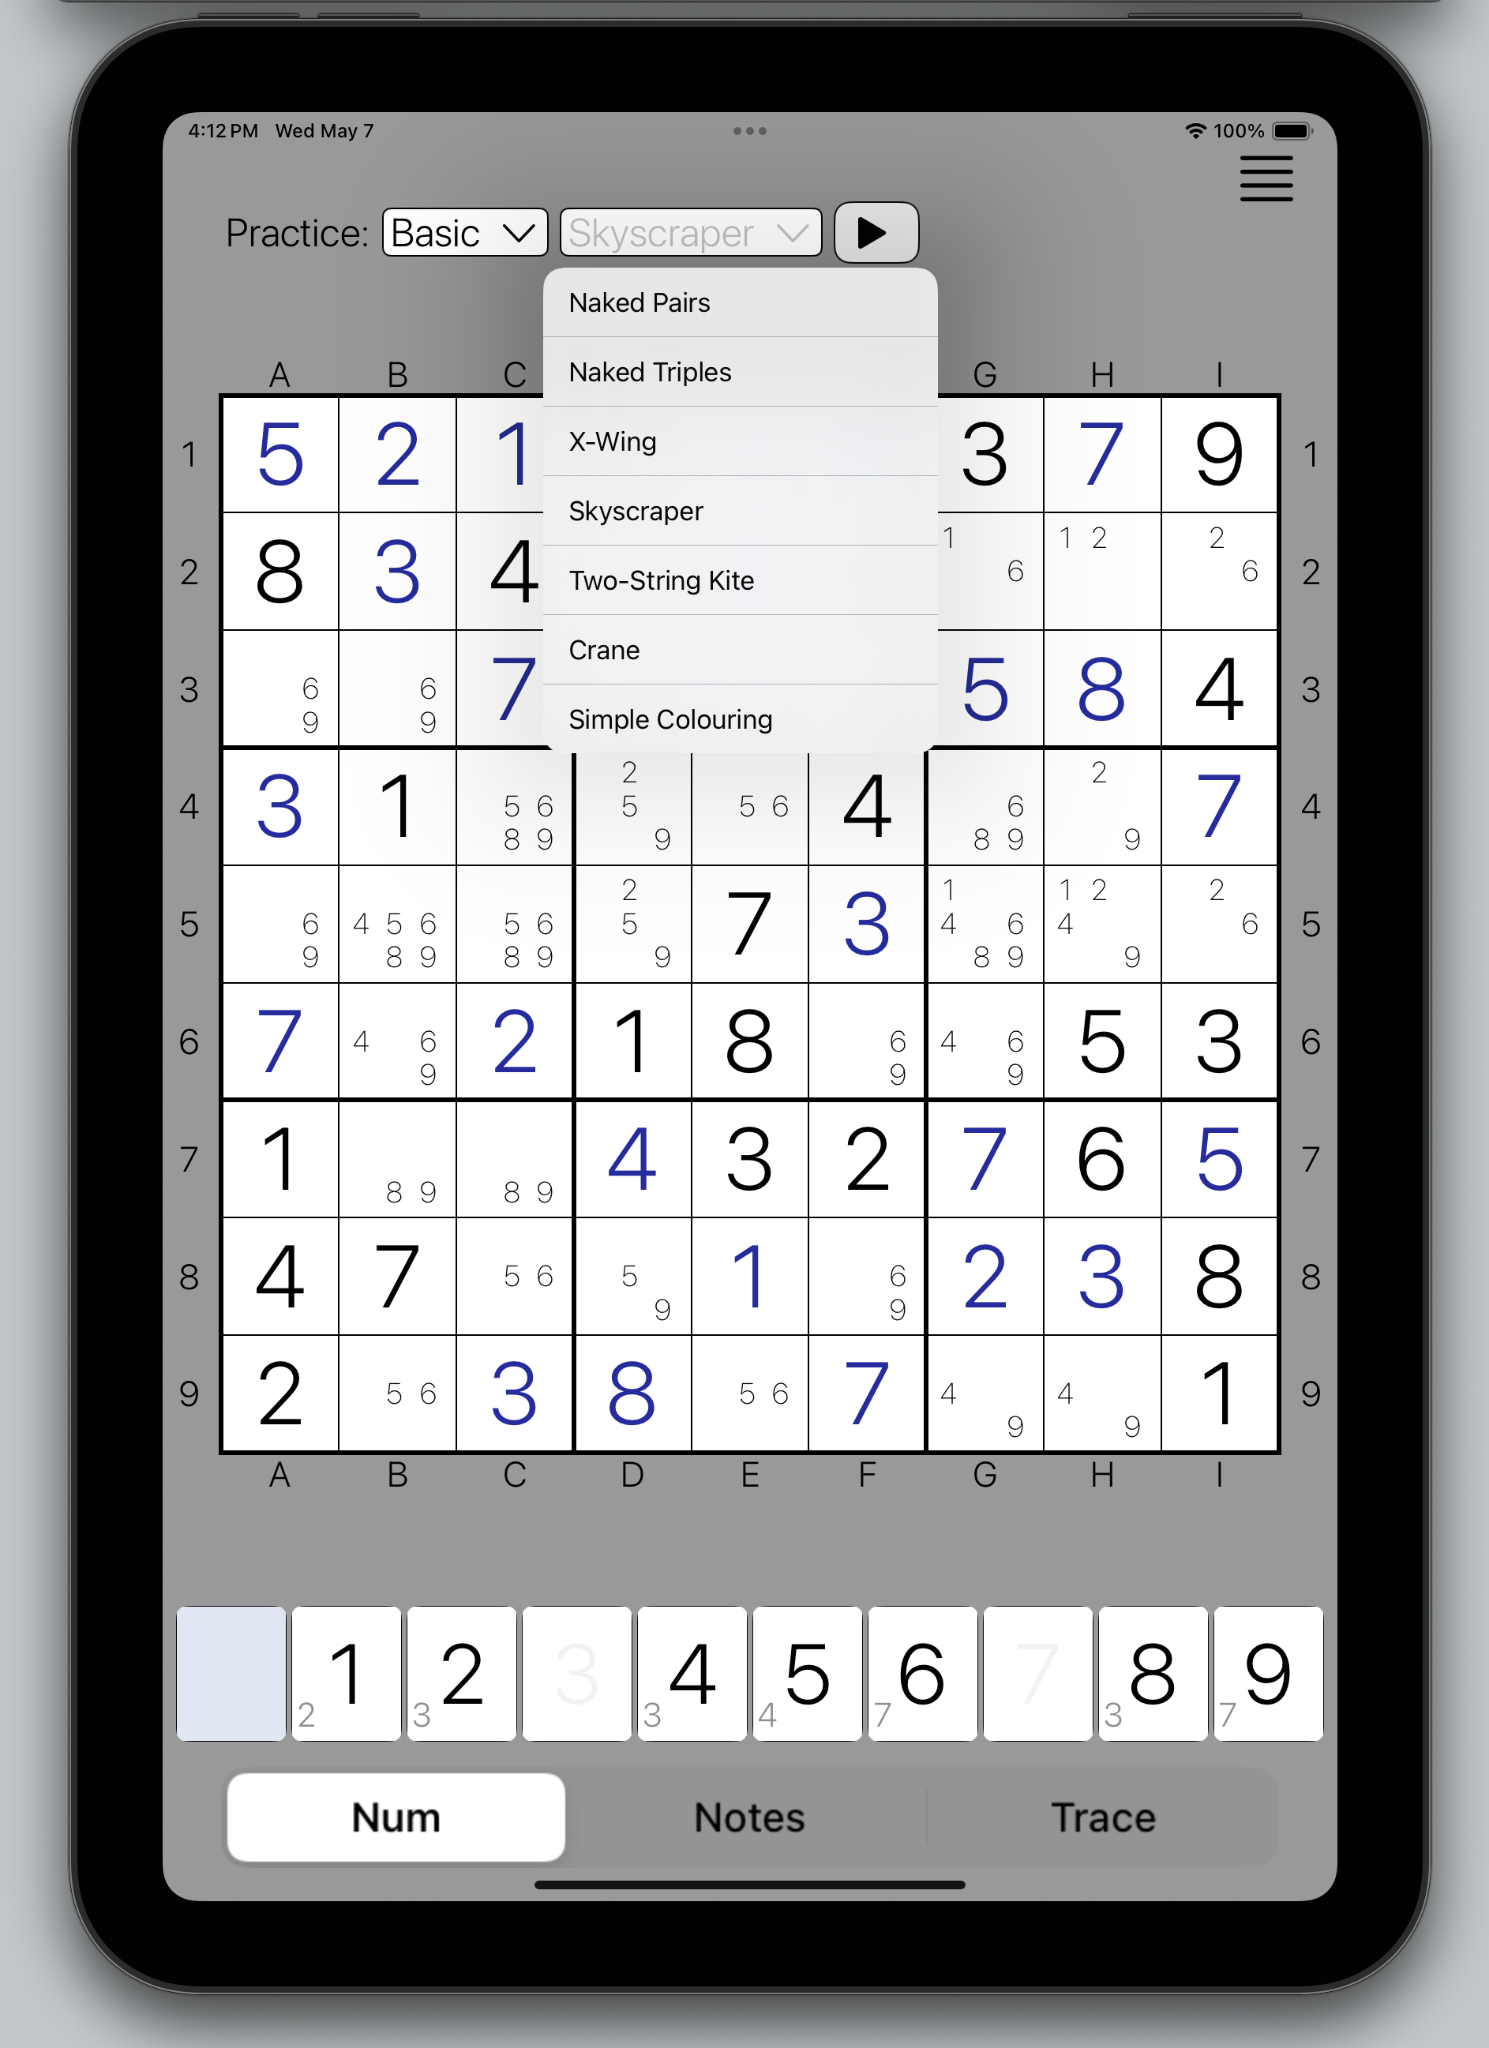 4:12 PM Wed May 7 100%
Practice: Basic Skyscraper
Naked Pairs
Naked Triples
X-Wing
Skyscraper
Two-String Kite
Crane
Simple Colouring
A B C G H I
1 5 2 1 3 7 9 1
2 8 3 4 1 6 1 2 2 6 2
3 6 9 6 9 7 5 8 4 3
4 3 1 5 6 8 9 2 5 9 5 6 4 6 8 9 2 9 7 4
5 6 9 4 5 6 8 9 5 6 8 9 2 5 9 7 3 1 4 6 8 9 1 2 4 9 2 6 5
6 7 4 6 9 2 1 8 6 9 4 6 9 5 3 6
7 1 8 9 8 9 4 3 2 7 6 5 7
8 4 7 5 6 5 9 1 6 9 2 3 8 8
9 2 5 6 3 8 5 6 7 4 9 4 9 1 9
A B C D E F G H I
1 2 3 4 5 6 7 8 9
2 3 3 4 7 3 7
Num Notes Trace